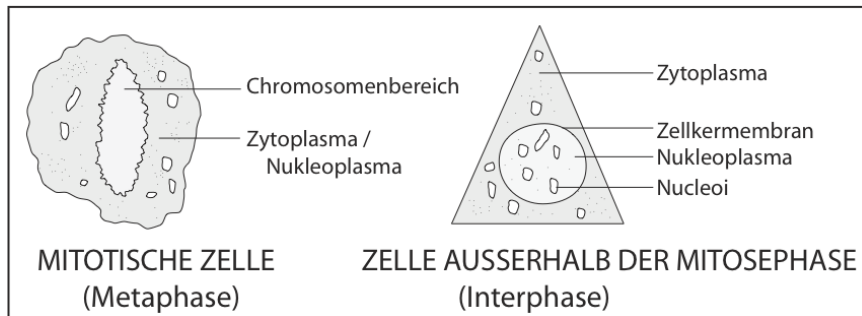 Chromosomenbereich
Zytoplasma /
Nukleoplasma
MITOTISCHE ZELLE
(Metaphase)
Zytoplasma
Zellkermembran
Nukleoplasma
Nucleoi
ZELLE AUSSERHALB DER MITOSEPHASE
(Interphase)